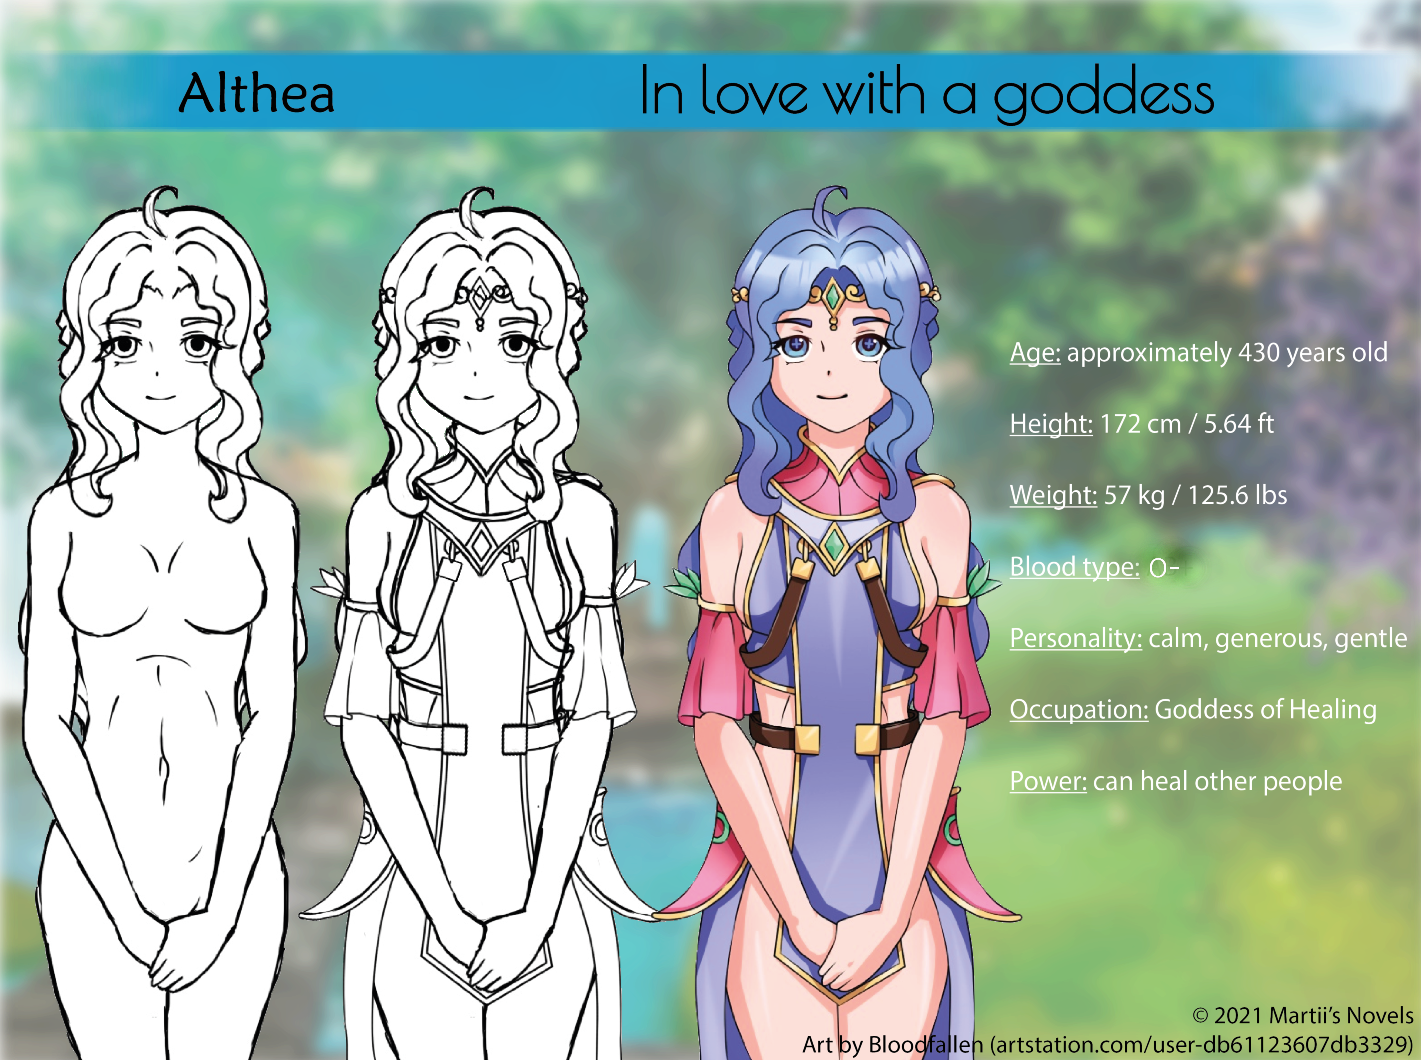 Althea
In love with a goddess
Age: approximately 430 years old
Height: 172 cm / 5.64 ft
Weight: 57 kg / 125.6 lbs
Blood type: O-
Personality: calm, generous, gentle
Occupation: Goddess of Healing
Power: can heal other people
© 2021 Martii's Novels
Art by Bloodfallen (artstation.com/user-db61123607db3329)